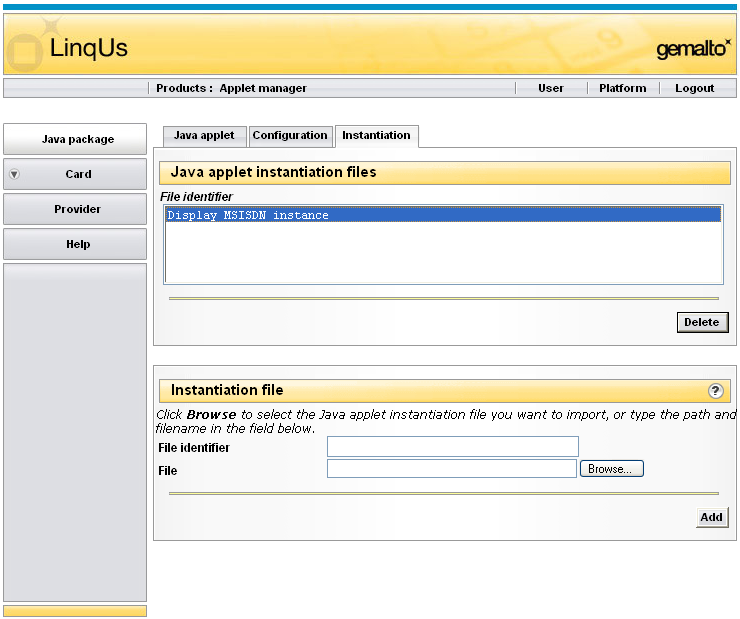 LinqUs
gemalto
Products : Applet manager
User
Platform
Logout
Java package
Card
Provider
Help
Java applet
Configuration
Instantiation
Java applet instantiation files
File identifier
Display MSISDN instance
Delete
Instantiation file
?
Click Browse to select the Java applet instantiation file you want to import, or type the path and
filename in the field below.
File identifier
File
Browse...
Add